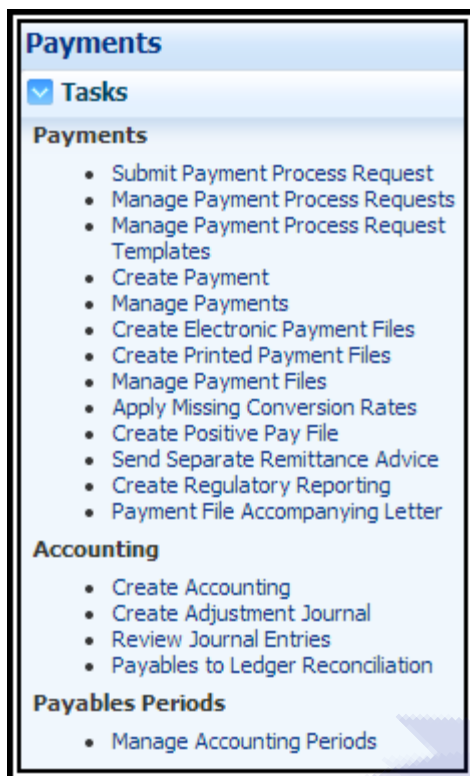 Payments
Tasks
Payments
• Submit Payment Process Request
• Manage Payment Process Requests
• Manage Payment Process Request
Templates
• Create Payment
• Manage Payments
• Create Electronic Payment Files
• Create Printed Payment Files
• Manage Payment Files
• Apply Missing Conversion Rates
• Create Positive Pay File
• Send Separate Remittance Advice
• Create Regulatory Reporting
• Payment File Accompanying Letter
Accounting
• Create Accounting
• Create Adjustment Journal
• Review Journal Entries
• Payables to Ledger Reconciliation
Payables Periods
• Manage Accounting Periods